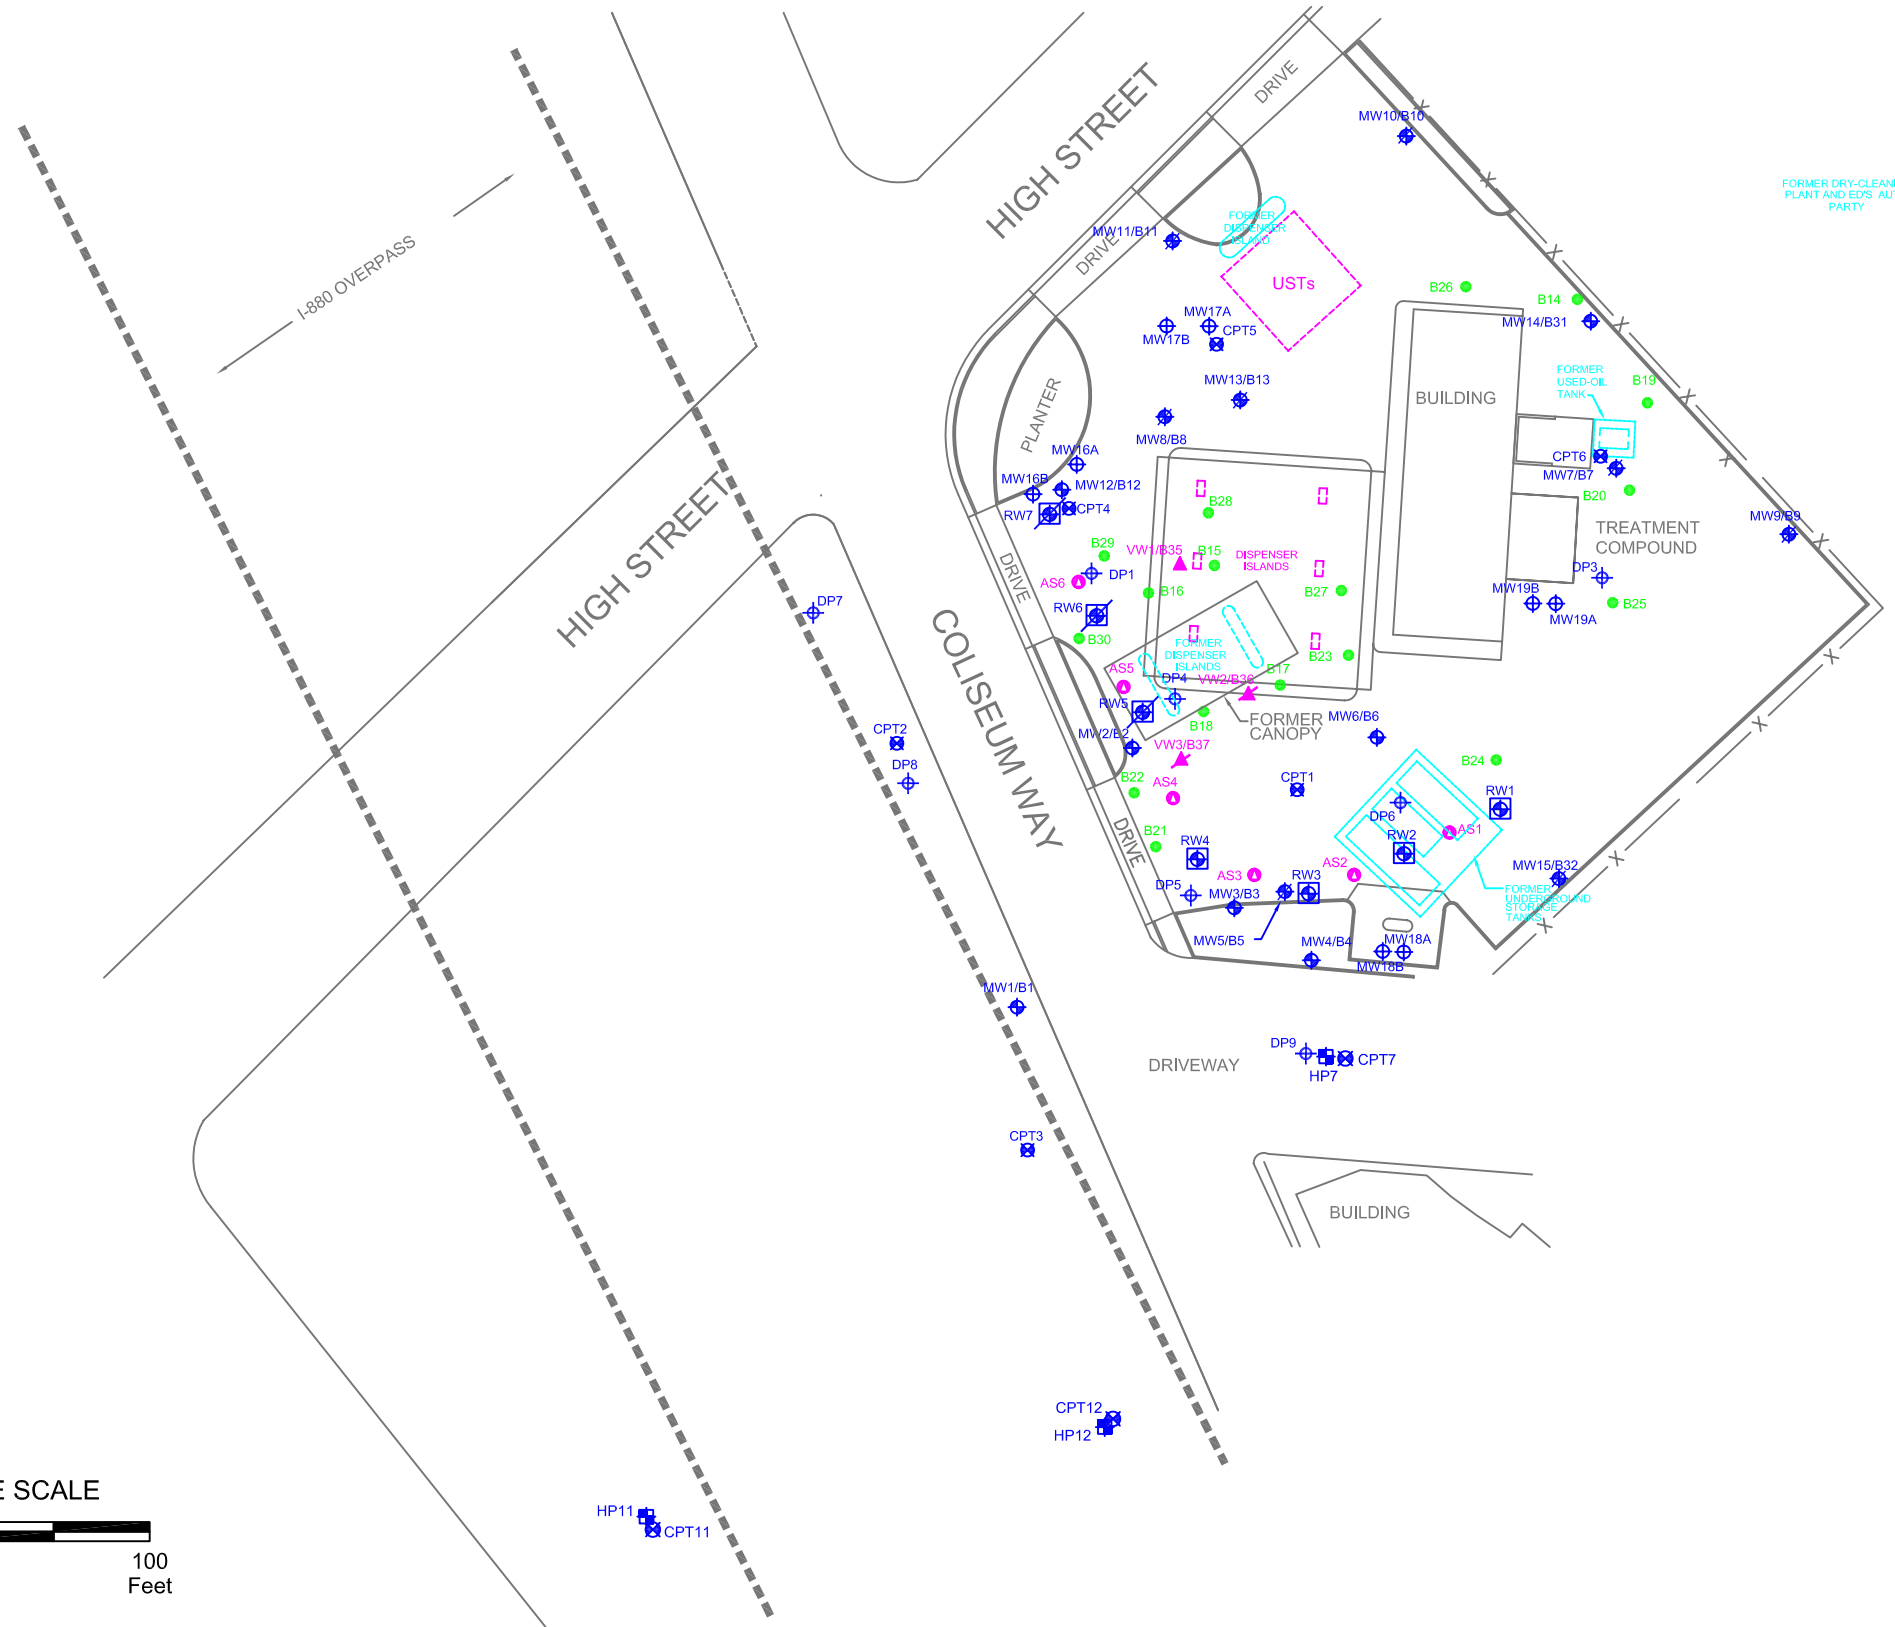 DRIVE
HIGH STREET
MW10/B10
FORMER DRY-CLEANI
PLANT AND ED'S AU
PARTY
I-880 OVERPASS
MW11/B11
DRIVE
FORMER
DISPENSER
ISLAND
USTs
B26
B14
MW14/B31
MW17A
MW17B
CPT5
MW13/B13
MW8/B8
PLANTER
BUILDING
FORMER
USED-OIL
TANK
B19
CPT6
MW7/B7
B20
MW9/B9
TREATMENT
COMPOUND
MW16A
MW16B
MW12/B12
RW7
CPT4
B28
B29
VW1/B35
B15
DISPENSER
ISLANDS
DP1
AS6
B16
B27
DP3
MW19B
MW19A
B25
HIGH STREET
DRIVE
DP7
RW6
B30
COLISEUM WAY
FORMER
DISPENSER
ISLANDS
B23
AS5
DP4
B17
VW2/B36
RW5
B18
FORMER
CANOPY
MW6/B6
MW2/B2
VW3/B37
CPT2
DP8
B22
AS4
CPT1
B24
RW1
DP6
AS1
RW2
DRIVE
B21
RW4
AS3
AS2
RW3
MW15/B32
DP5
MW3/B3
FORMER
UNDERGROUND
STORAGE
TANKS
MW5/B5
MW4/B4
MW18A
MW18B
MW1/B1
DP9
HP7
CPT7
DRIVEWAY
CPT3
BUILDING
CPT12
HP12
E SCALE
HP11
CPT11
100
Feet
X
X
X
X
X
X
X
X
X
X
X